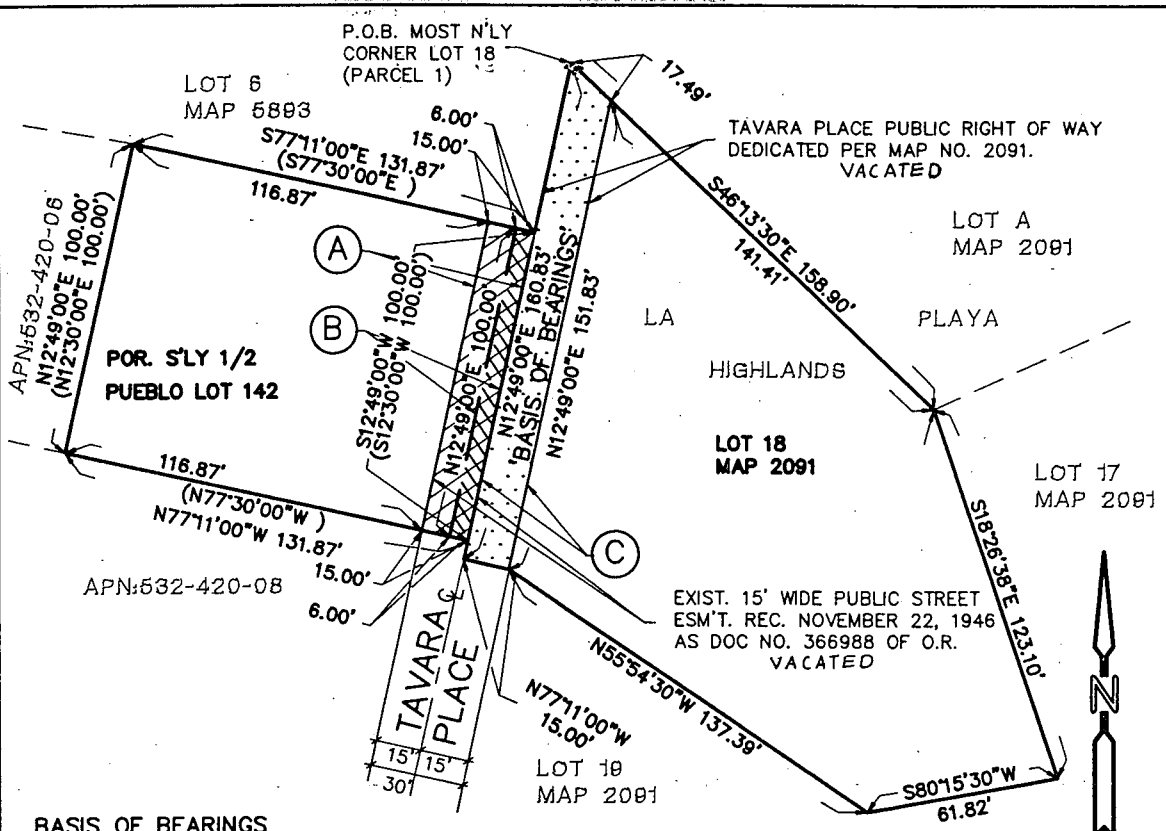 P.O.B. MOST N'LY
CORNER LOT 18
(PARCEL 1)
LOT 6
MAP 5893
17.49'
6.00'
15.00'
TAVARA PLACE PUBLIC RIGHT OF WAY
DEDICATED PER MAP NO. 2091.
VACATED
S77°11'00"E 131.87'
(S77°30'00"E )
116.87'
S46°13'30"E 158.90'
141.41'
LOT A
MAP 2091
APN:532-420-06
N12°49'00"E 100.00'
(N12°30'00"E 100.00')
A
B
POR. S'LY 1/2
PUEBLO LOT 142
S12°49'00"W 100.00'
(S12°30'00"W 100.00')
N12°49'00"E 100.00'
N12°49'00"E 160.83'
'BASIS OF BEARINGS'
N12°49'00"E 151.83'
LA
PLAYA
HIGHLANDS
LOT 18
MAP 2091
LOT 17
MAP 2091
S18°26'38"E 123.10'
116.87'
(N77°30'00"W )
N77°11'00"W 131.87'
C
15.00'
APN:532-420-08
6.00'
EXIST. 15' WIDE PUBLIC STREET
ESM'T. REC. NOVEMBER 22, 1946
AS DOC NO. 366988 OF O.R.
VACATED
TAVARA
PLACE
N55°54'30"W 137.39'
N77°11'00"W
15.00'
N
15' 15'
30'
LOT 19
MAP 2091
S80°15'30"W
61.82'
BASIS OF BEARINGS